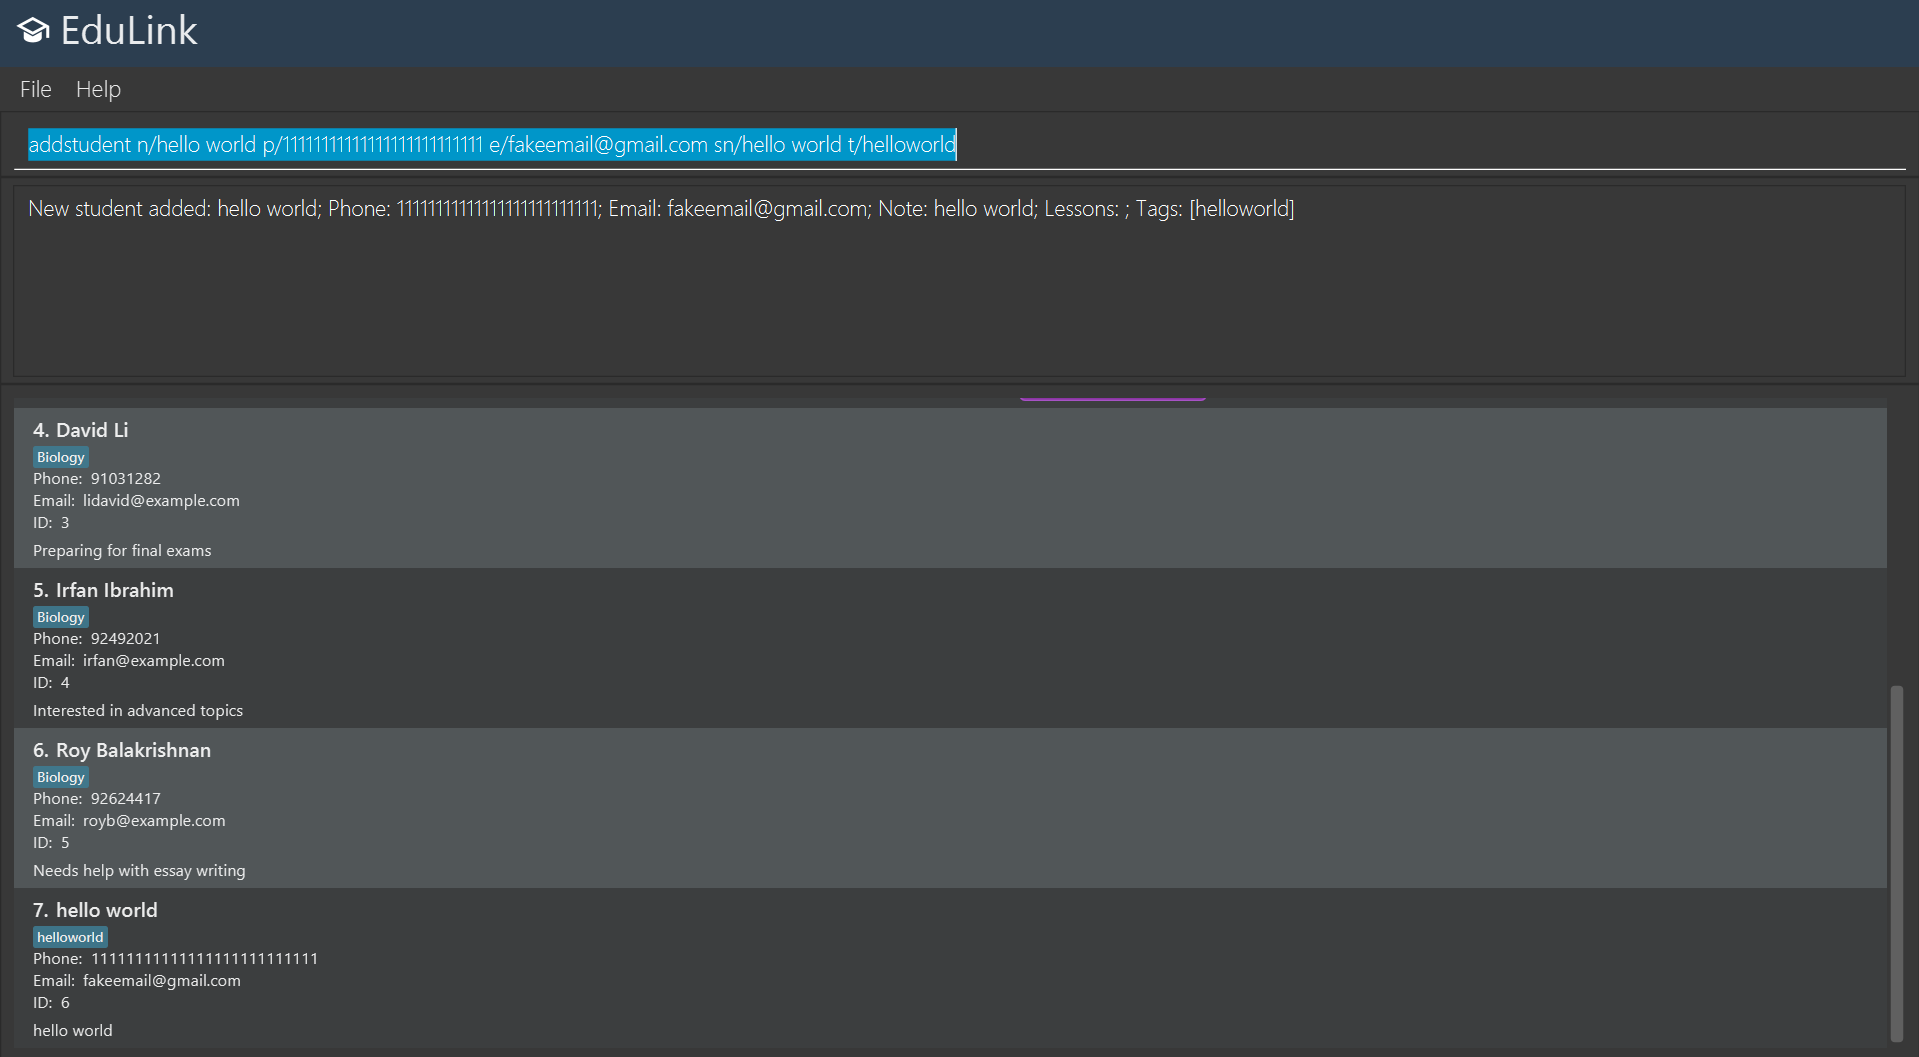 EduLink
File Help
addstudent n/hello world p/11111111111111111111111111 e/fakeemail@gmail.com sn/hello world t/helloworld
New student added: hello world; Phone: 11111111111111111111111111; Email: fakeemail@gmail.com; Note: hello world; Lessons: ; Tags: [helloworld]
4. David Li
Biology
Phone: 91031282
Email: lidavid@example.com
ID: 3
Preparing for final exams
5. Irfan Ibrahim
Biology
Phone: 92492021
Email: irfan@example.com
ID: 4
Interested in advanced topics
6. Roy Balakrishnan
Biology
Phone: 92624417
Email: royb@example.com
ID: 5
Needs help with essay writing
7. hello world
helloworld
Phone: 11111111111111111111111111
Email: fakeemail@gmail.com
ID: 6
hello world